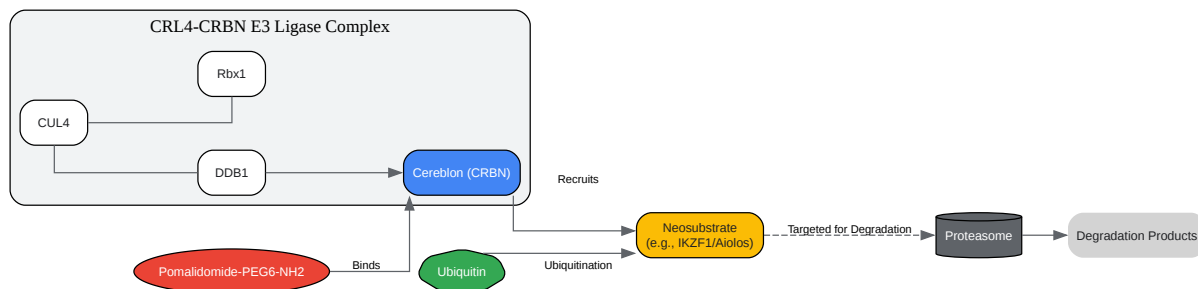 CRL4-CRBN E3 Ligase Complex
Rbx1
CUL4
DDB1
Cereblon (CRBN)
Recruits
Neosubstrate
(e.g., IKZF1/Aiolos)
Targeted for Degradation
Proteasome
Degradation Products
Pomalidomide-PEG6-NH2
Binds
Ubiquitin
Ubiquitination